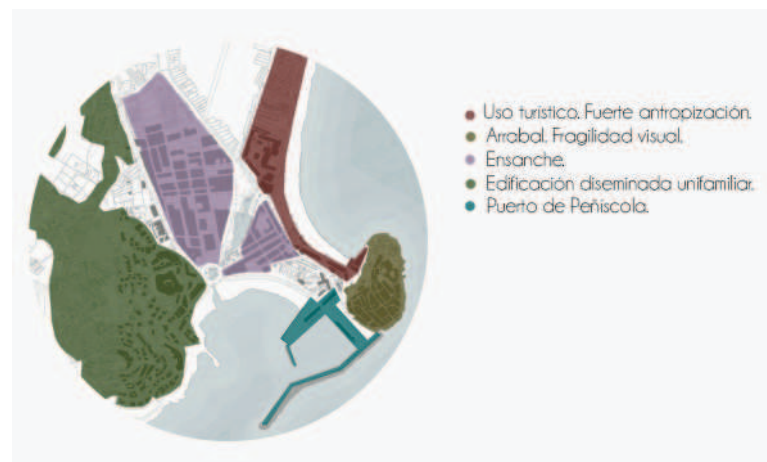 Uso turístico. Fuerte antropización.
Arrabal. Fragilidad visual.
Ensanche.
Edificación diseminada unifamiliar.
Puerto de Peñíscola.